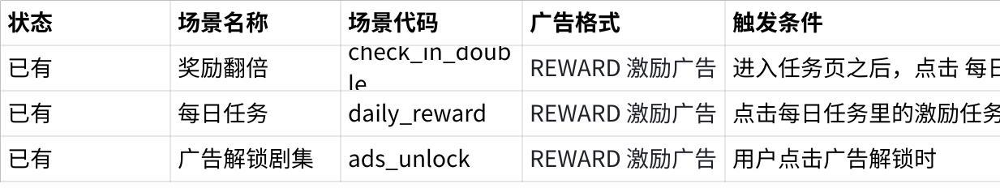 状态 场景名称 场景代码 广告格式 触发条件
已有 奖励翻倍 check_in_double REWARD 激励广告 进入任务页之后，点击 每日
已有 每日任务 daily_reward REWARD 激励广告 点击每日任务里的激励任务
已有 广告解锁剧集 ads_unlock REWARD 激励广告 用户点击广告解锁时